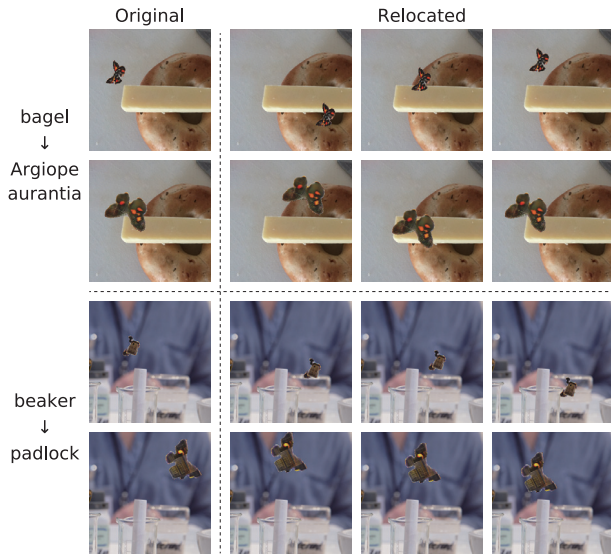 Original
Relocated
bagel
↓
Argiope
aurantia
beaker
↓
padlock